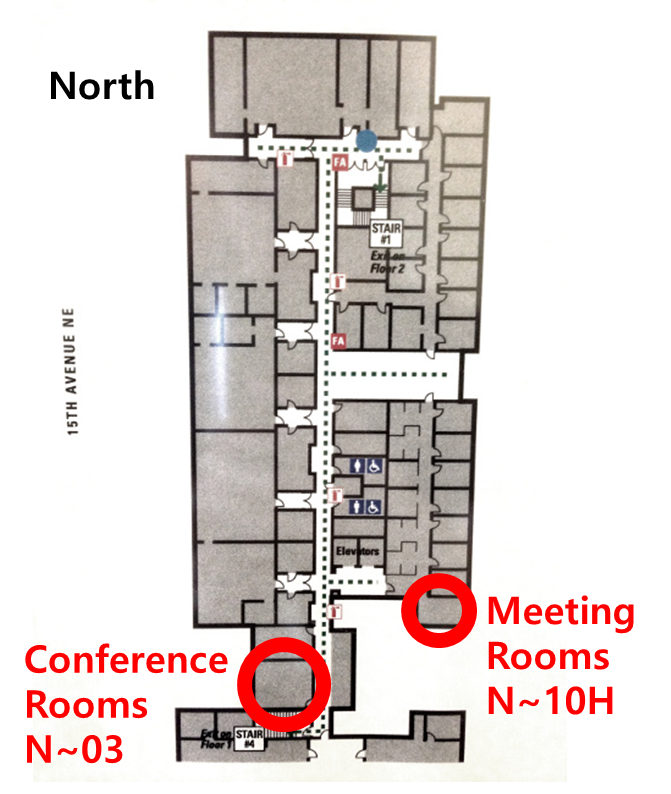 North
FA
STAIR
#1
Exit on
Floor 2
15TH AVENUE NE
FA
Elevators
Meeting
Rooms
N~10H
Conference
Rooms
N~03
Exit on
Floor 1
STAIR
#4